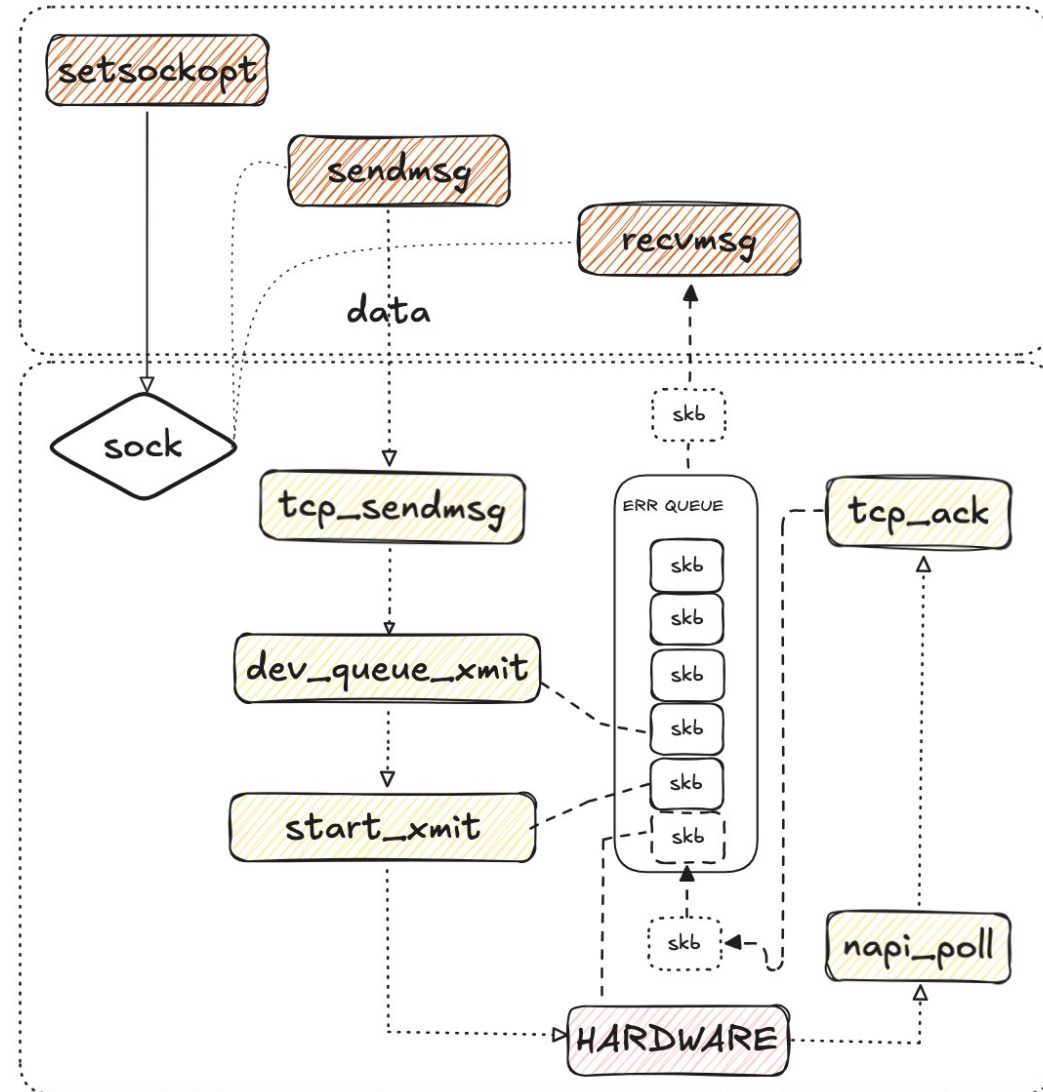 setsockopt
sendmsg
recvmsg
data
skb
sock
tcp_sendmsg
ERR QUEUE
tcp_ack
skb
skb
skb
dev_queue_xmit
skb
skb
start_xmit
skb
skb
napi_poll
HARDWARE